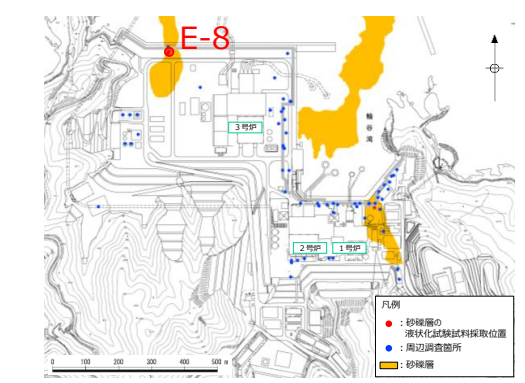 E-8
3号炉
輪谷湾
2号炉
1号炉
凡例
：砂礫層の
液状化試験試料採取位置
：周辺調査箇所
：砂礫層
0 100 200 300 400 500 m